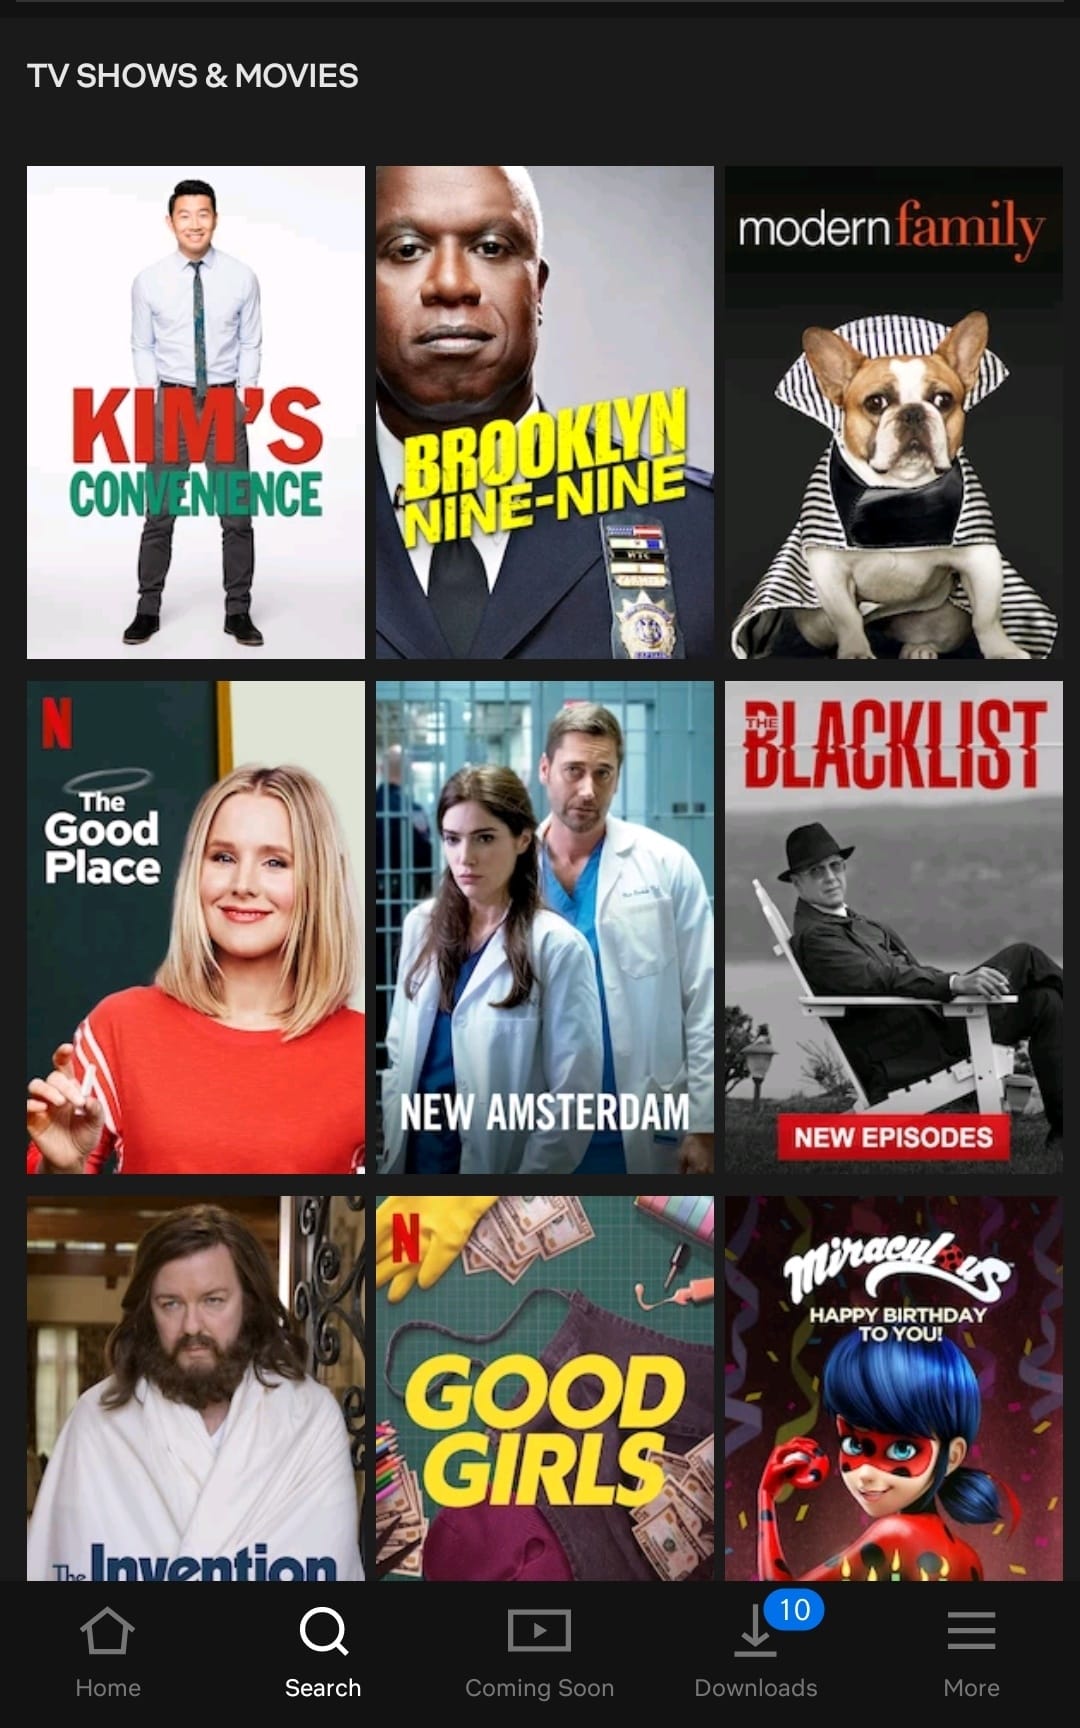 TV SHOWS & MOVIES
KIM'S
CONVENIENCE
BROOKLYN
NINE-NINE
modern family
N
The
Good
Place
NEW AMSTERDAM
THE
BLACKLIST
NEW EPISODES
The Invention
N
GOOD
GIRLS
Miraculous
HAPPY BIRTHDAY
TO YOU!
10
Home
Search
Coming Soon
Downloads
More